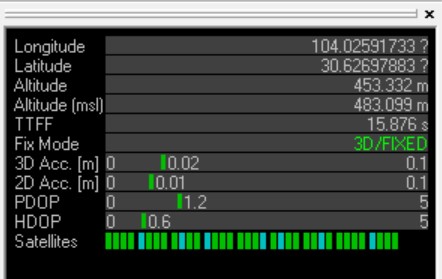 Longitude 104.02591733 ?
Latitude 30.62697883 ?
Altitude 453.332 m
Altitude (msl) 483.099 m
TTFF 15.876 s
Fix Mode 3D/FIXED
3D Acc. [m] 0 0.02 0.1
2D Acc. [m] 0 0.01 0.1
PDOP 0 1.2 5
HDOP 0 0.6 5
Satellites